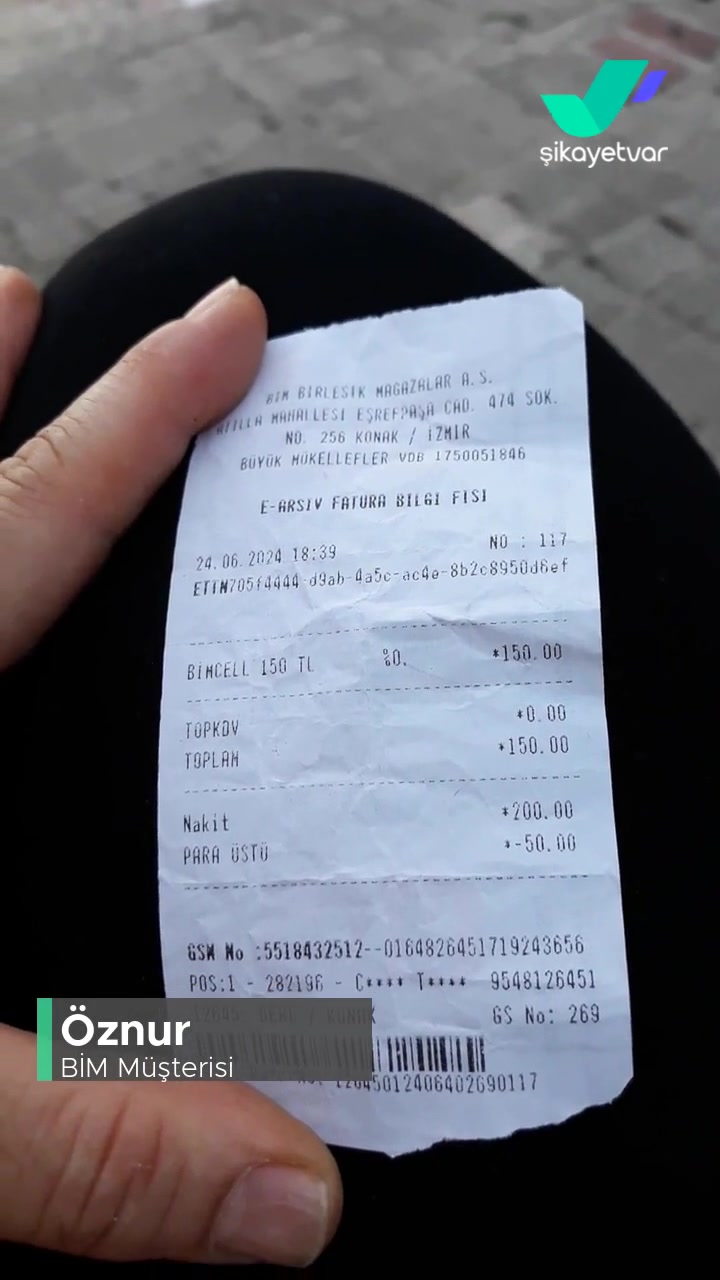 şikayetvar
BİM BİRLEŞİK MAĞAZALAR A.Ş.
MAHALLESİ EŞREFPAŞA CAD. 474 SOK.
NO. 256 KONAK / İZMİR
BÜYÜK MÜKELLEFLER VDB 1750051846
E-ARŞİV FATURA BİLGİ FİŞİ
24.06.2024 18:39 NO : 117
ETTN705f4444-d9ab-4a5c-ac4e-8b2c8950d6ef
BİMCELL 150 TL %0. *150.00
TOPKDV *0.00
TOPLAM *150.00
Nakit *200.00
PARA ÜSTÜ *-50.00
GSM No :5518432512--0164826451719243656
POS:1 - 282196 - C**** T**** 9548126451
GS No: 269
Öznur
BİM Müşterisi